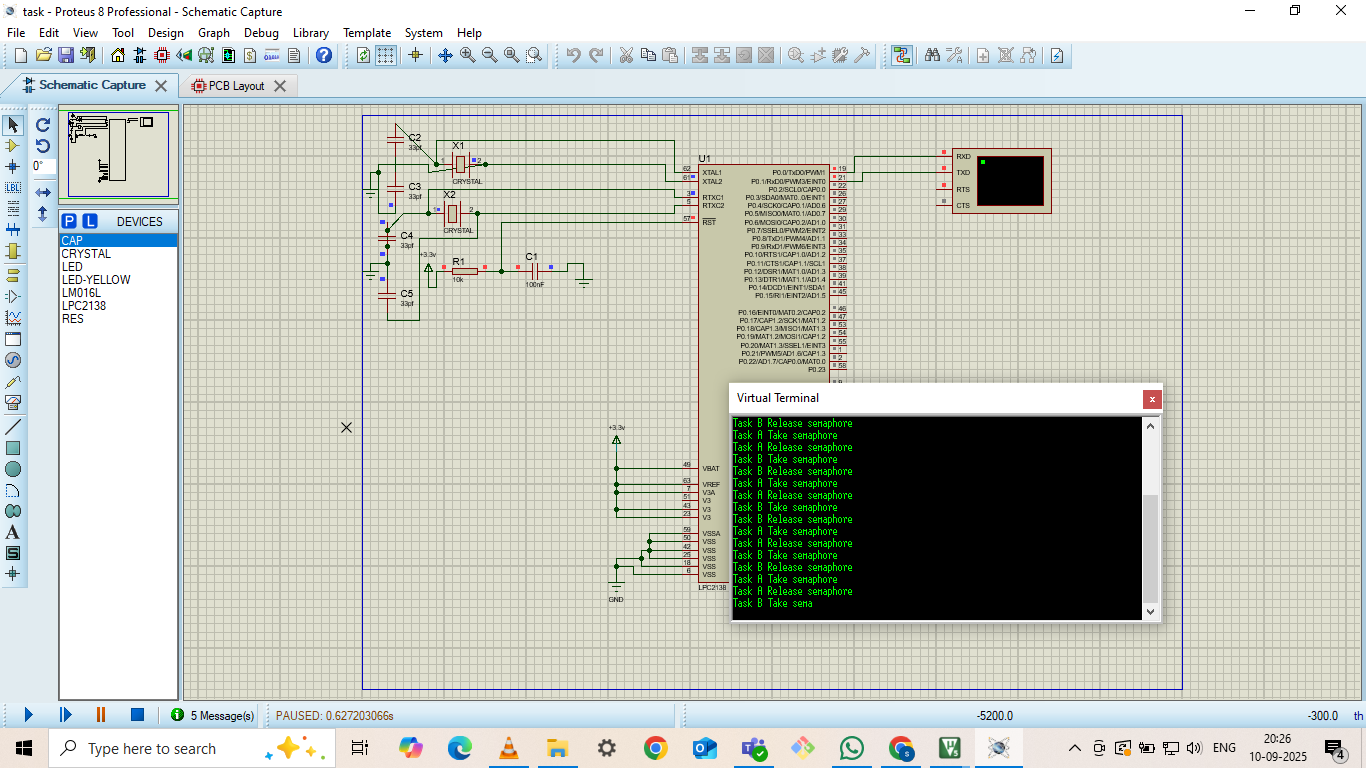 task - Proteus 8 Professional - Schematic Capture
File Edit View Tool Design Graph Debug Library Template System Help
Schematic Capture
PCB Layout
0°
LBL
P L DEVICES
CAP
CRYSTAL
LED
LED-YELLOW
LM016L
LPC2138
RES
C2
33pf
X1
2
CRYSTAL
C3
33pf
X2
1 2
CRYSTAL
C4
33pf
+3.3v
R1
10k
C1
100nF
C5
33pf
U1
62 XTAL1
61 XTAL2
3 RTXC1
5 RTXC2
57 RST
P0.0/TxD0/PWM1 19
P0.1/RxD0/PWM3/EINT0 21
P0.2/SCL0/CAP0.0 22
P0.3/SDA0/MAT0..0/EINT1 26
P0.4/SCK0/CAP0.1/AD0.6 27
P0.5/MISO0/MAT0.1/AD0.7 29
P0.6/MOSI0/CAP0.2/AD1.0 30
P0.7/SSEL0/PWM2/EINT2 31
P0.8/TxD1/PWM4/AD1.1 33
P0.9/RxD1/PWM6/EINT3 34
P0.10/RTS1/CAP1.0/AD1.2 35
P0.11/CTS1/CAP1.1/SCL1 37
P0.12/DSR1/MAT1.0/AD1.3 38
P0.13/DTR1/MAT1.1/AD1.4 39
P0.14/DCD1/EINT1/SDA1 41
P0.15/RI1/EINT2/AD1.5 45
P0.16/EINT0/MAT0.2/CAP0.2 46
P0.17/CAP1.2/SCK1/MAT1.2 47
P0.18/CAP1.3/MISO1/MAT1.3 53
P0.19/MAT1.2/MOSI1/CAP1.2 54
P0.20/MAT1.3/SSEL1/EINT3 55
P0.21/PWM5/AD1.6/CAP1.3 1
P0.22/AD1.7/CAP0.0/MAT0.0 2
P0.23 58
RXD
TXD
RTS
CTS
+3.3v
49 VBAT
63 VREF
7 V3A
51 V3
43 V3
23 V3
59 VSSA
50 VSS
42 VSS
25 VSS
18 VSS
6 VSS
GND
LPC2138
Virtual Terminal
x
Task B Release semaphore
Task A Take semaphore
Task A Release semaphore
Task B Take semaphore
Task B Release semaphore
Task A Take semaphore
Task A Release semaphore
Task B Take semaphore
Task B Release semaphore
Task A Take semaphore
Task A Release semaphore
Task B Take semaphore
Task B Release semaphore
Task A Take semaphore
Task A Release semaphore
Task B Take sema
5 Message(s)
PAUSED: 0.627203066s
-5200.0
-300.0 th
Type here to search
ENG
20:26
10-09-2025
4